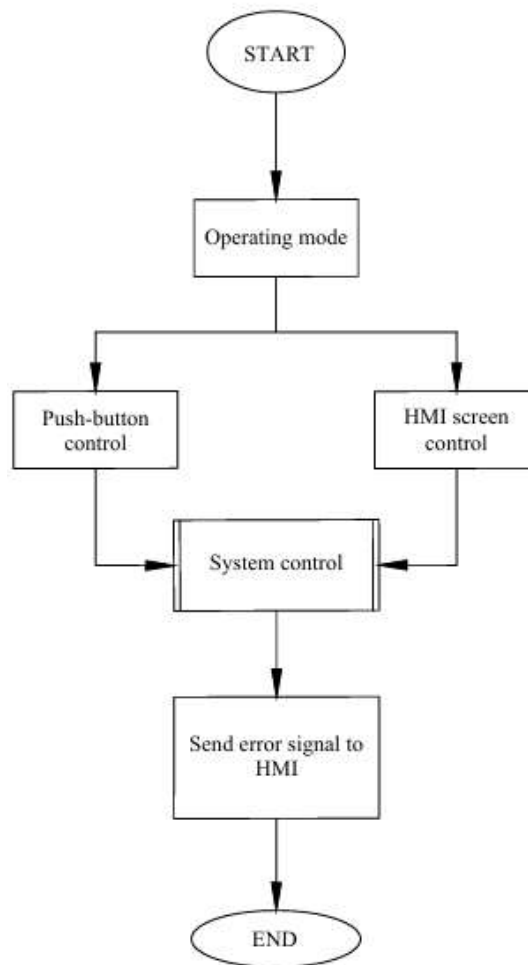 START
Operating mode
Push-button
control
HMI screen
control
System control
Send error signal to
HMI
END